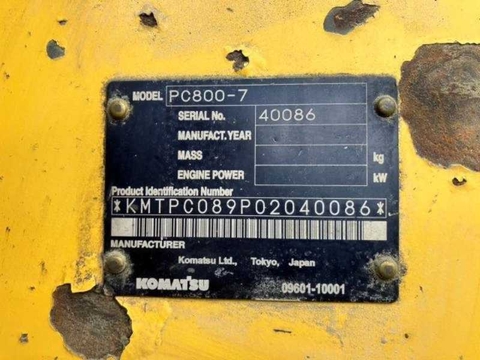 MODEL PC800-7
SERIAL No. 40086
MANUFACT. YEAR
MASS kg
ENGINE POWER kW
Product Identification Number
*KMTPC089P02040086*
MANUFACTURER
Komatsu Ltd., Tokyo, Japan
KOMATSU 09601-10001